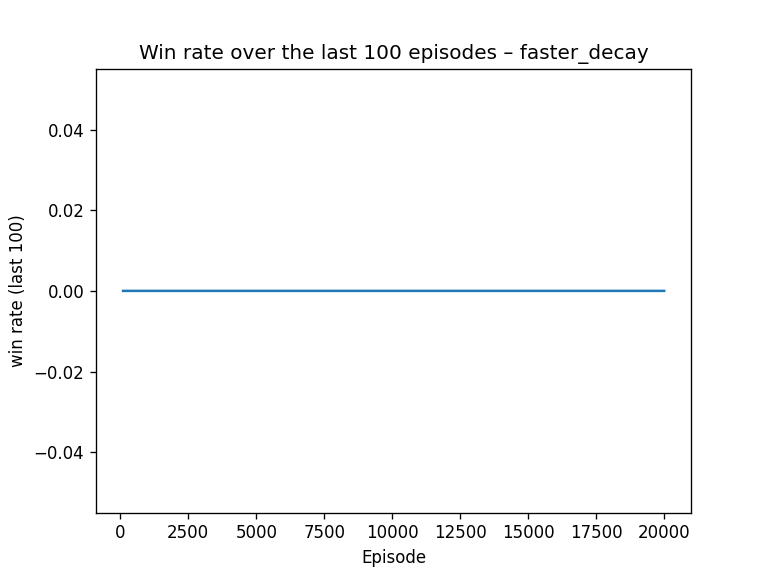 Win rate over the last 100 episodes – faster_decay
0.04
0.02
0.00
−0.02
−0.04
win rate (last 100)
0 2500 5000 7500 10000 12500 15000 17500 20000
Episode